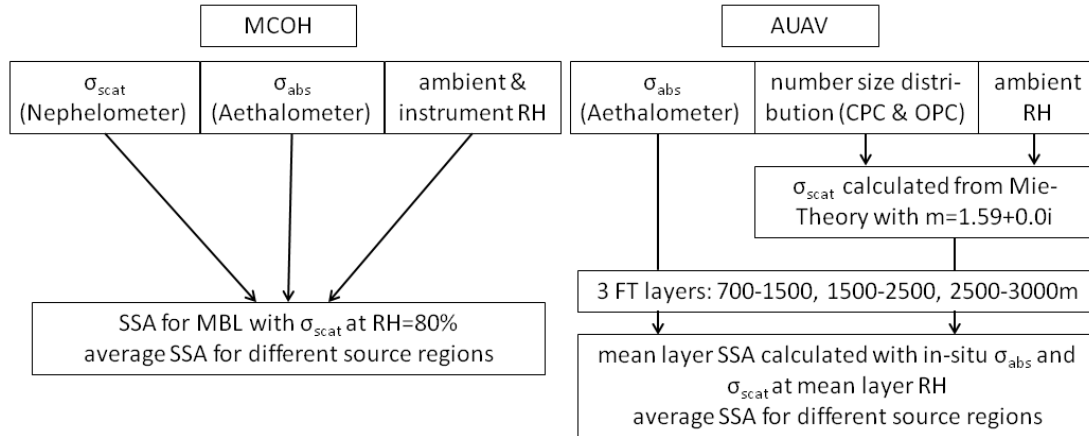 MCOH
σscat
(Nephelometer)
σabs
(Aethalometer)
ambient &
instrument RH
SSA for MBL with σscat at RH=80%
average SSA for different source regions
AUAV
σabs
(Aethalometer)
number size distri-
bution (CPC & OPC)
ambient
RH
σscat calculated from Mie-
Theory with m=1.59+0.0i
3 FT layers: 700-1500, 1500-2500, 2500-3000m
mean layer SSA calculated with in-situ σabs and
σscat at mean layer RH
average SSA for different source regions